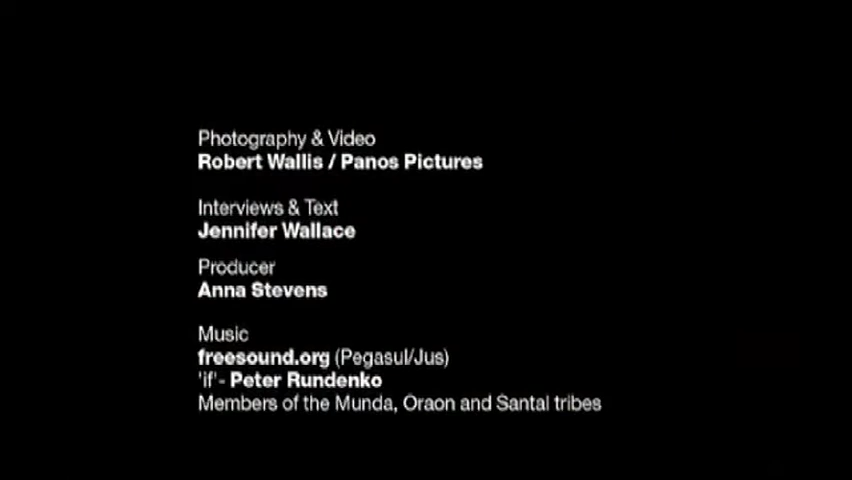 Photography & Video
Robert Wallis / Panos Pictures
Interviews & Text
Jennifer Wallace
Producer
Anna Stevens
Music
freesound.org (Pegasul/Jus)
'if'- Peter Rundenko
Members of the Munda, Oraon and Santal tribes